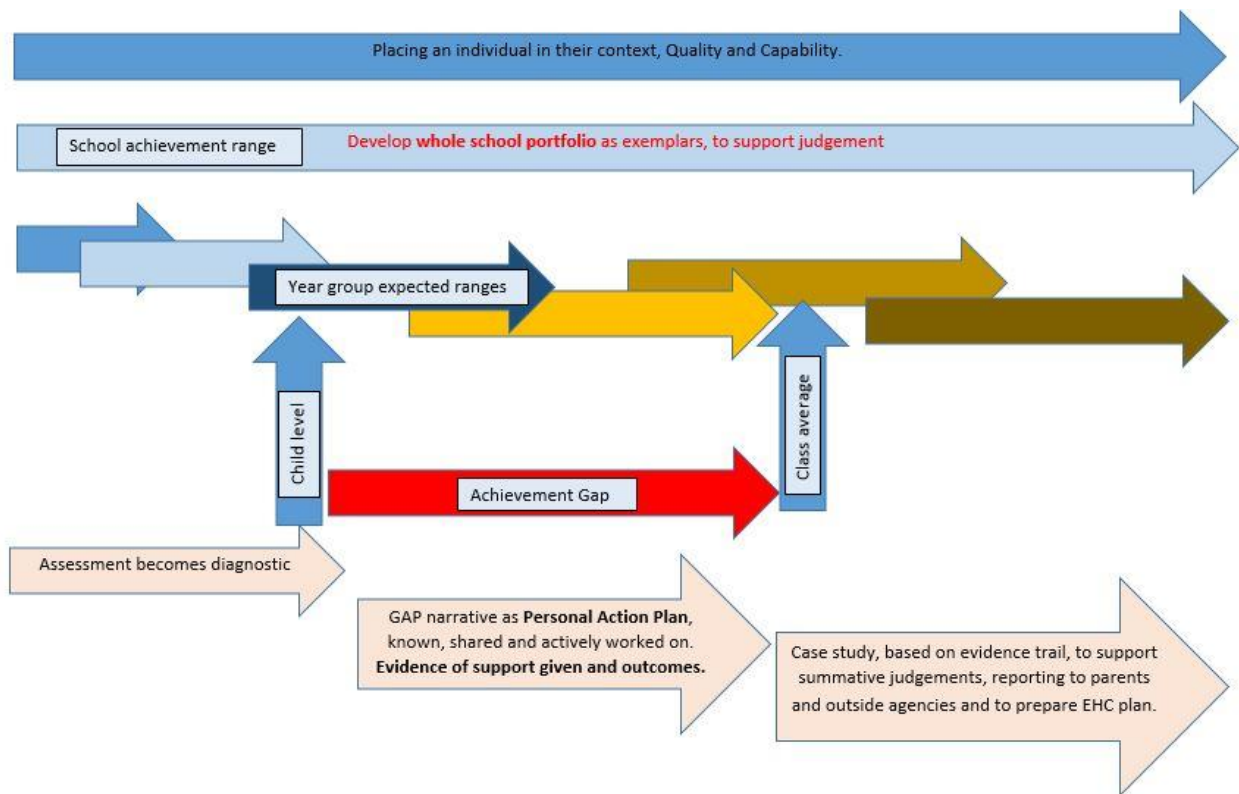 Placing an individual in their context, Quality and Capability.
School achievement range
Develop whole school portfolio as exemplars, to support judgement
Year group expected ranges
Child level
Class average
Achievement Gap
Assessment becomes diagnostic
GAP narrative as Personal Action Plan,
known, shared and actively worked on.
Evidence of support given and outcomes.
Case study, based on evidence trail, to support
summative judgements, reporting to parents
and outside agencies and to prepare EHC plan.